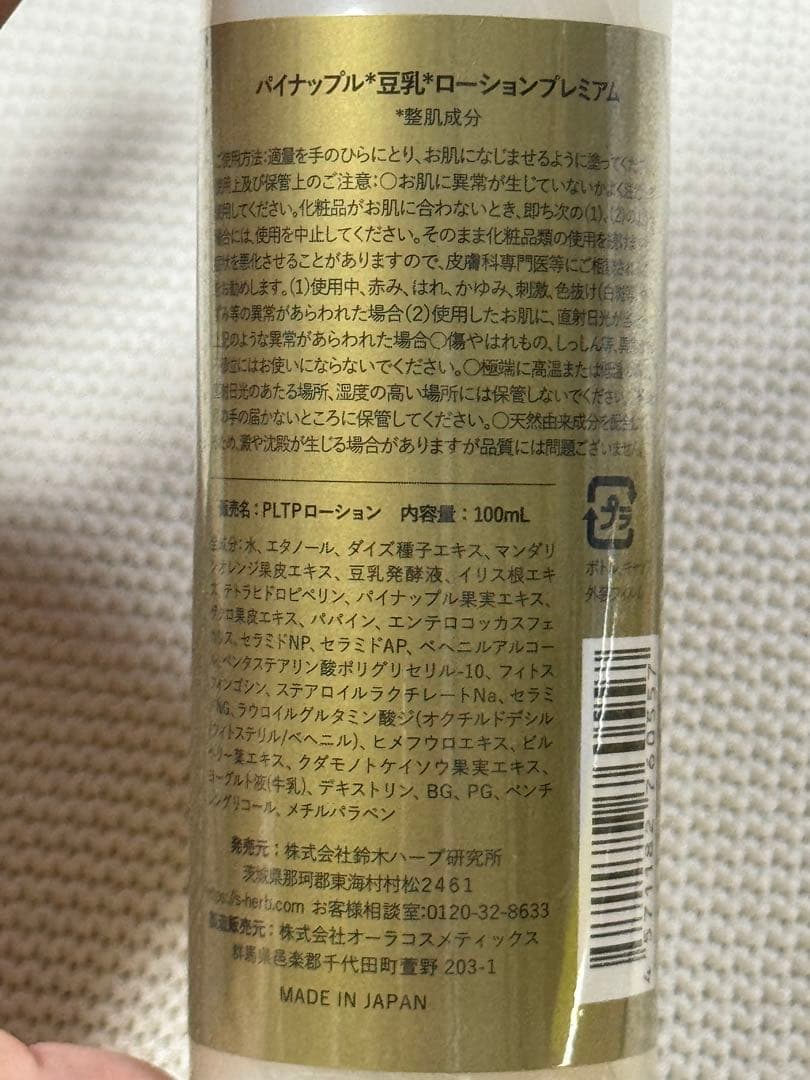 パイナップル*豆乳*ローションプレミアム
*整肌成分
使用方法:適量を手のひらにとり、お肌になじませるように塗って
使用上及び保管上のご注意:○お肌に異常が生じていないかよく
使用してください。化粧品がお肌に合わないとき、即ち次の(1)、(2)のよ
合には、使用を中止してください。そのまま化粧品類の使用を
を悪化させることがありますので、皮膚科専門医等にご相談
お勧めします。(1)使用中、赤み、はれ、かゆみ、刺激、色抜け(白斑等)
み等の異常があらわれた場合(2)使用したお肌に、直射日光が
上記のような異常があらわれた場合○傷やはれもの、しっしん等、異常
部位にはお使いにならないでください。○極端に高温または低温
直射日光のあたる場所、湿度の高い場所には保管しないでください。
の手の届かないところに保管してください。○天然由来成分を配合
ため、澱や沈殿が生じる場合がありますが品質には問題ございません
販売名:PLTPローション 内容量:100mL
成分:水、エタノール、ダイズ種子エキス、マンダリ
ンオレンジ果皮エキス、豆乳発酵液、イリス根エキ
ス、テトラヒドロピペリン、パイナップル果実エキス、
ザクロ果皮エキス、パパイン、エンテロコッカスフェ
カリス、セラミドNP、セラミドAP、ベヘニルアルコー
ル、ペンタステアリン酸ポリグリセリル-10、フィトス
フィンゴシン、ステアロイルラクチレートNa、セラミ
ドNG、ラウロイルグルタミン酸ジ(オクチルドデシル
/フィトステリル/ベヘニル)、ヒメフウロエキス、ビル
ベリー葉エキス、クダモノトケイソウ果実エキス、
ヨーグルト液(牛乳)、デキストリン、BG、PG、ペンチ
レングリコール、メチルパラベン
プラ
ボトル、キャップ
外装フィルム
発売元:株式会社鈴木ハーブ研究所
茨城県那珂郡東海村村松2461
s-herb.com お客様相談室:0120-32-8633
製造販売元:株式会社オーラコスメティックス
群馬県邑楽郡千代田町萱野 203-1
MADE IN JAPAN